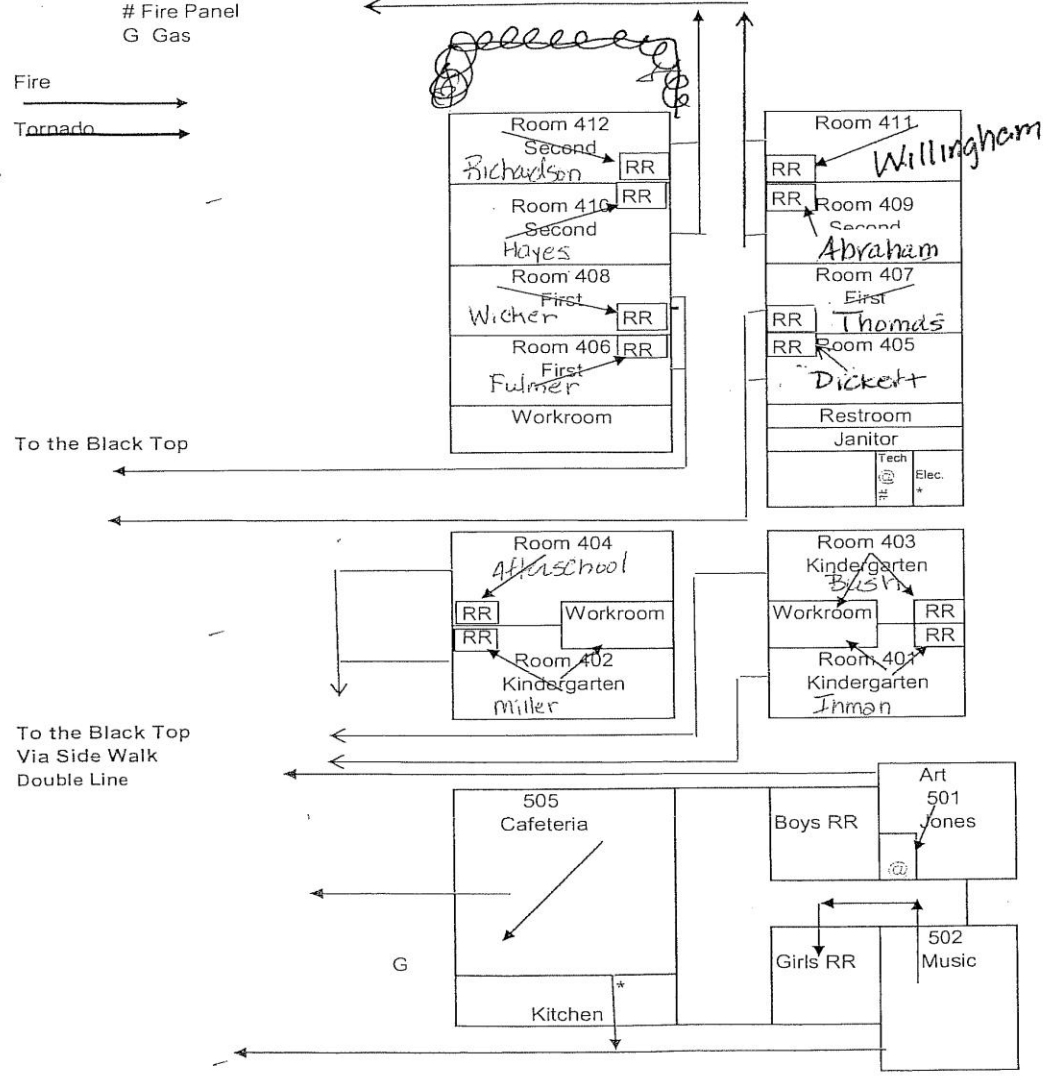 # Fire Panel
G Gas
Fire
Tornado
Room 412
Second
Richardson
RR
Room 410
Second
Hayes
RR
Room 408
First
Wicker
RR
Room 406
First
Fulmer
RR
Workroom
Room 411
Willingham
RR
RR
Room 409
Second
Abraham
Room 407
First
RR
Thomas
RR
Room 405
Dickert
Restroom
Janitor
Tech
@
#
Elec.
*
To the Black Top
Room 404
Afterschool
RR
Workroom
RR
Room 402
Kindergarten
Miller
Room 403
Kindergarten
Bush
Workroom
RR
RR
Room 401
Kindergarten
Inman
To the Black Top
Via Side Walk
Double Line
505
Cafeteria
G
Kitchen
*
Boys RR
Art
501
Jones
@
Girls RR
502
Music